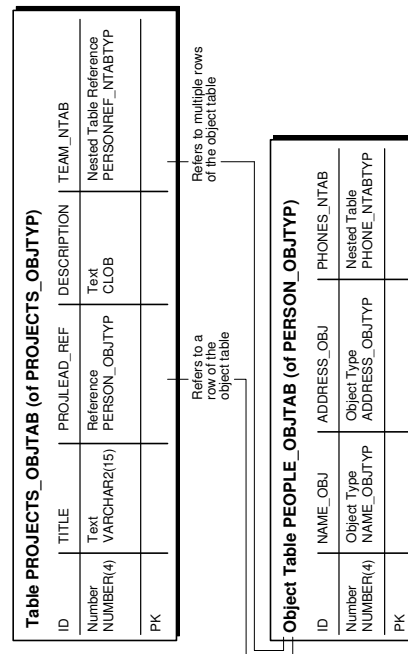 Table PROJECTS_OBJTAB (of PROJECTS_OBJTYP)
ID TITLE PROJLEAD_REF DESCRIPTION TEAM_NTAB
Number Text Reference Text Nested Table Reference
NUMBER(4) VARCHAR2(15) PERSON_OBJTYP CLOB PERSONREF_NTABTYP
PK
Refers to a
row of the
object table
Refers to multiple rows
of the object table
Object Table PEOPLE_OBJTAB (of PERSON_OBJTYP)
ID NAME_OBJ ADDRESS_OBJ PHONES_NTAB
Number Object Type Object Type Nested Table
NUMBER(4) NAME_OBJTYP ADDRESS_OBJTYP PHONE_NTABTYP
PK